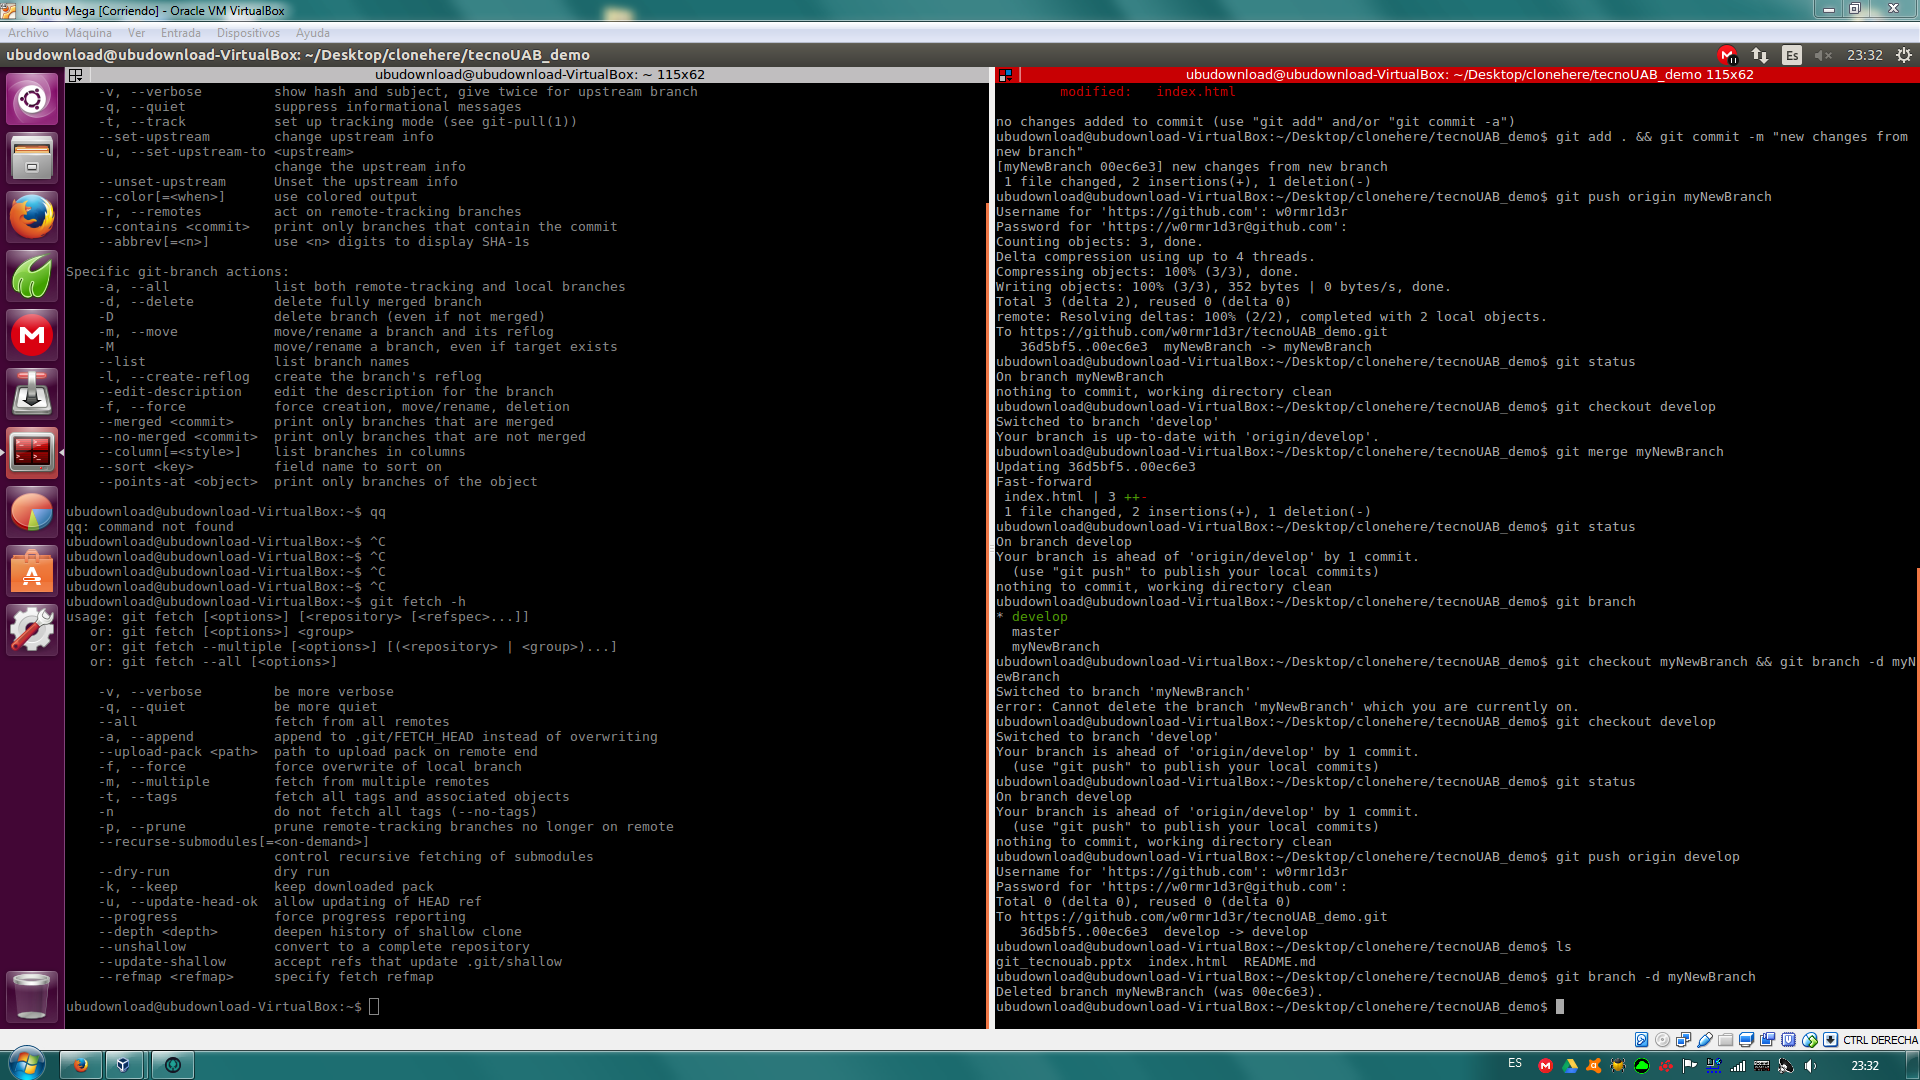 Ubuntu Mega [Corriendo] - Oracle VM VirtualBox
Archivo Máquina Ver Entrada Dispositivos Ayuda
ubudownload@ubudownload-VirtualBox: ~/Desktop/clonehere/tecnoUAB_demo
Es
23:32
ubudownload@ubudownload-VirtualBox: ~ 115x62
-v, --verbose show hash and subject, give twice for upstream branch
-q, --quiet suppress informational messages
-t, --track set up tracking mode (see git-pull(1))
--set-upstream change upstream info
-u, --set-upstream-to <upstream>
change the upstream info
--unset-upstream Unset the upstream info
--color[=<when>] use colored output
-r, --remotes act on remote-tracking branches
--contains <commit> print only branches that contain the commit
--abbrev[=<n>] use <n> digits to display SHA-1s
Specific git-branch actions:
-a, --all list both remote-tracking and local branches
-d, --delete delete fully merged branch
-D delete branch (even if not merged)
-m, --move move/rename a branch and its reflog
-M move/rename a branch, even if target exists
--list list branch names
-l, --create-reflog create the branch's reflog
--edit-description edit the description for the branch
-f, --force force creation, move/rename, deletion
--merged <commit> print only branches that are merged
--no-merged <commit> print only branches that are not merged
--column[=<style>] list branches in columns
--sort <key> field name to sort on
--points-at <object> print only branches of the object
ubudownload@ubudownload-VirtualBox:~$ qq
qq: command not found
ubudownload@ubudownload-VirtualBox:~$ ^C
ubudownload@ubudownload-VirtualBox:~$ ^C
ubudownload@ubudownload-VirtualBox:~$ ^C
ubudownload@ubudownload-VirtualBox:~$ ^C
ubudownload@ubudownload-VirtualBox:~$ git fetch -h
usage: git fetch [<options>] [<repository> [<refspec>...]]
or: git fetch [<options>] <group>
or: git fetch --multiple [<options>] [(<repository> | <group>)...]
or: git fetch --all [<options>]
-v, --verbose be more verbose
-q, --quiet be more quiet
--all fetch from all remotes
-a, --append append to .git/FETCH_HEAD instead of overwriting
--upload-pack <path> path to upload pack on remote end
-f, --force force overwrite of local branch
-m, --multiple fetch from multiple remotes
-t, --tags fetch all tags and associated objects
-n do not fetch all tags (--no-tags)
-p, --prune prune remote-tracking branches no longer on remote
--recurse-submodules[=<on-demand>]
control recursive fetching of submodules
--dry-run dry run
-k, --keep keep downloaded pack
-u, --update-head-ok allow updating of HEAD ref
--progress force progress reporting
--depth <depth> deepen history of shallow clone
--unshallow convert to a complete repository
--update-shallow accept refs that update .git/shallow
--refmap <refmap> specify fetch refmap
ubudownload@ubudownload-VirtualBox:~$
ubudownload@ubudownload-VirtualBox: ~/Desktop/clonehere/tecnoUAB_demo 115x62
modified: index.html
no changes added to commit (use "git add" and/or "git commit -a")
ubudownload@ubudownload-VirtualBox:~/Desktop/clonehere/tecnoUAB_demo$ git add . && git commit -m "new changes from
new branch"
[myNewBranch 00ec6e3] new changes from new branch
1 file changed, 2 insertions(+), 1 deletion(-)
ubudownload@ubudownload-VirtualBox:~/Desktop/clonehere/tecnoUAB_demo$ git push origin myNewBranch
Username for 'https://github.com': w0rmr1d3r
Password for 'https://w0rmr1d3r@github.com':
Counting objects: 3, done.
Delta compression using up to 4 threads.
Compressing objects: 100% (3/3), done.
Writing objects: 100% (3/3), 352 bytes | 0 bytes/s, done.
Total 3 (delta 2), reused 0 (delta 0)
remote: Resolving deltas: 100% (2/2), completed with 2 local objects.
To https://github.com/w0rmr1d3r/tecnoUAB_demo.git
36d5bf5..00ec6e3 myNewBranch -> myNewBranch
ubudownload@ubudownload-VirtualBox:~/Desktop/clonehere/tecnoUAB_demo$ git status
On branch myNewBranch
nothing to commit, working directory clean
ubudownload@ubudownload-VirtualBox:~/Desktop/clonehere/tecnoUAB_demo$ git checkout develop
Switched to branch 'develop'
Your branch is up-to-date with 'origin/develop'.
ubudownload@ubudownload-VirtualBox:~/Desktop/clonehere/tecnoUAB_demo$ git merge myNewBranch
Updating 36d5bf5..00ec6e3
Fast-forward
index.html | 3 ++-
1 file changed, 2 insertions(+), 1 deletion(-)
ubudownload@ubudownload-VirtualBox:~/Desktop/clonehere/tecnoUAB_demo$ git status
On branch develop
Your branch is ahead of 'origin/develop' by 1 commit.
(use "git push" to publish your local commits)
nothing to commit, working directory clean
ubudownload@ubudownload-VirtualBox:~/Desktop/clonehere/tecnoUAB_demo$ git branch
* develop
master
myNewBranch
ubudownload@ubudownload-VirtualBox:~/Desktop/clonehere/tecnoUAB_demo$ git checkout myNewBranch && git branch -d myN
ewBranch
Switched to branch 'myNewBranch'
error: Cannot delete the branch 'myNewBranch' which you are currently on.
ubudownload@ubudownload-VirtualBox:~/Desktop/clonehere/tecnoUAB_demo$ git checkout develop
Switched to branch 'develop'
Your branch is ahead of 'origin/develop' by 1 commit.
(use "git push" to publish your local commits)
ubudownload@ubudownload-VirtualBox:~/Desktop/clonehere/tecnoUAB_demo$ git status
On branch develop
Your branch is ahead of 'origin/develop' by 1 commit.
(use "git push" to publish your local commits)
nothing to commit, working directory clean
ubudownload@ubudownload-VirtualBox:~/Desktop/clonehere/tecnoUAB_demo$ git push origin develop
Username for 'https://github.com': w0rmr1d3r
Password for 'https://w0rmr1d3r@github.com':
Total 0 (delta 0), reused 0 (delta 0)
To https://github.com/w0rmr1d3r/tecnoUAB_demo.git
36d5bf5..00ec6e3 develop -> develop
ubudownload@ubudownload-VirtualBox:~/Desktop/clonehere/tecnoUAB_demo$ ls
git_tecnouab.pptx index.html README.md
ubudownload@ubudownload-VirtualBox:~/Desktop/clonehere/tecnoUAB_demo$ git branch -d myNewBranch
Deleted branch myNewBranch (was 00ec6e3).
ubudownload@ubudownload-VirtualBox:~/Desktop/clonehere/tecnoUAB_demo$
CTRL DERECHA
ES
23:32